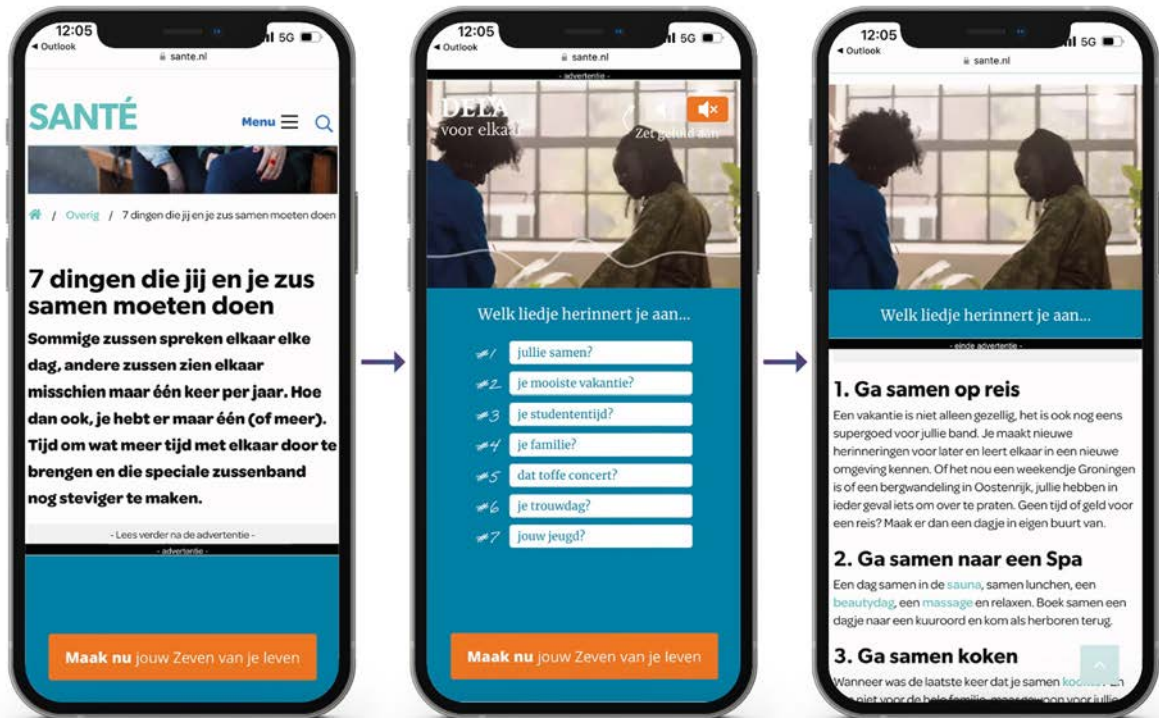 12:05
Outlook
5G
sante.nl
SANTÉ
Menu
/ Overig / 7 dingen die jij en je zus samen moeten doen
7 dingen die jij en je zus
samen moeten doen
Sommige zussen spreken elkaar elke
dag, andere zussen zien elkaar
misschien maar één keer per jaar. Hoe
dan ook, je hebt er maar één (of meer).
Tijd om wat meer tijd met elkaar door te
brengen en die speciale zussenband
nog steviger te maken.
- Lees verder na de advertentie -
- advertentie -
Maak nu jouw Zeven van je leven
12:05
Outlook
5G
sante.nl
- advertentie -
DELA
voor elkaar
Zet geluid aan
Welk liedje herinnert je aan...
#1 jullie samen?
#2 je mooiste vakantie?
#3 je studententijd?
#4 je familie?
#5 dat toffe concert?
#6 je trouwdag?
#7 jouw jeugd?
Maak nu jouw Zeven van je leven
12:05
Outlook
5G
sante.nl
Welk liedje herinnert je aan...
- einde advertentie -
1. Ga samen op reis
Een vakantie is niet alleen gezellig, het is ook nog eens
supergoed voor jullie band. Je maakt nieuwe
herinneringen voor later en leert elkaar in een nieuwe
omgeving kennen. Of het nou een weekendje Groningen
is of een bergwandeling in Oostenrijk, jullie hebben in
ieder geval iets om over te praten. Geen tijd of geld voor
een reis? Maak er dan een dagje in eigen buurt van.
2. Ga samen naar een Spa
Een dag samen in de sauna, samen lunchen, een
beautydag, een massage en relaxen. Boek samen een
dagje naar een kuuroord en kom als herboren terug.
3. Ga samen koken
Wanneer was de laatste keer dat je samen
niet voor de hele familie, maar gewoon voor jullie